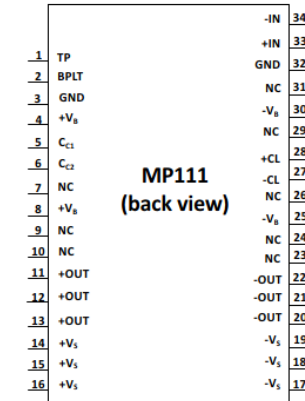 -IN 34
+IN 33
GND 32
NC 31
-VB 30
NC 29
+CL 28
-CL 27
NC 26
-VB 25
NC 24
NC 23
-OUT 22
-OUT 21
-OUT 20
-VS 19
-VS 18
-VS 17
1 TP
2 BPLT
3 GND
4 +VB
5 CC1
6 CC2
7 NC
8 +VB
9 NC
10 NC
11 +OUT
12 +OUT
13 +OUT
14 +VS
15 +VS
16 +VS
MP111
(back view)